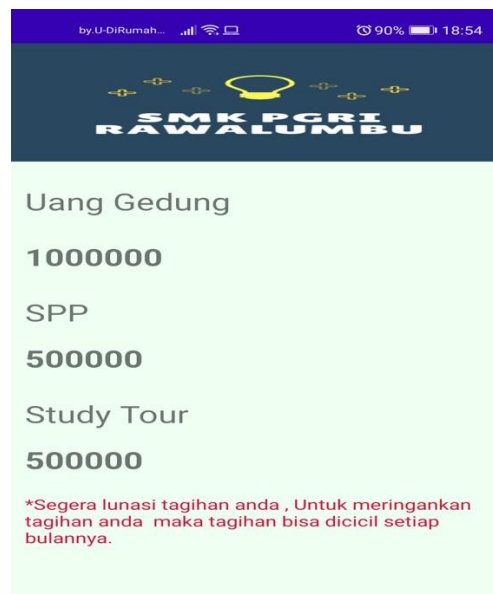 by.U-DiRumah... 90% 18:54
SMK PGRI
RAWALUMBU
Uang Gedung
1000000
SPP
500000
Study Tour
500000
*Segera lunasi tagihan anda , Untuk meringankan
tagihan anda maka tagihan bisa dicicil setiap
bulannya.